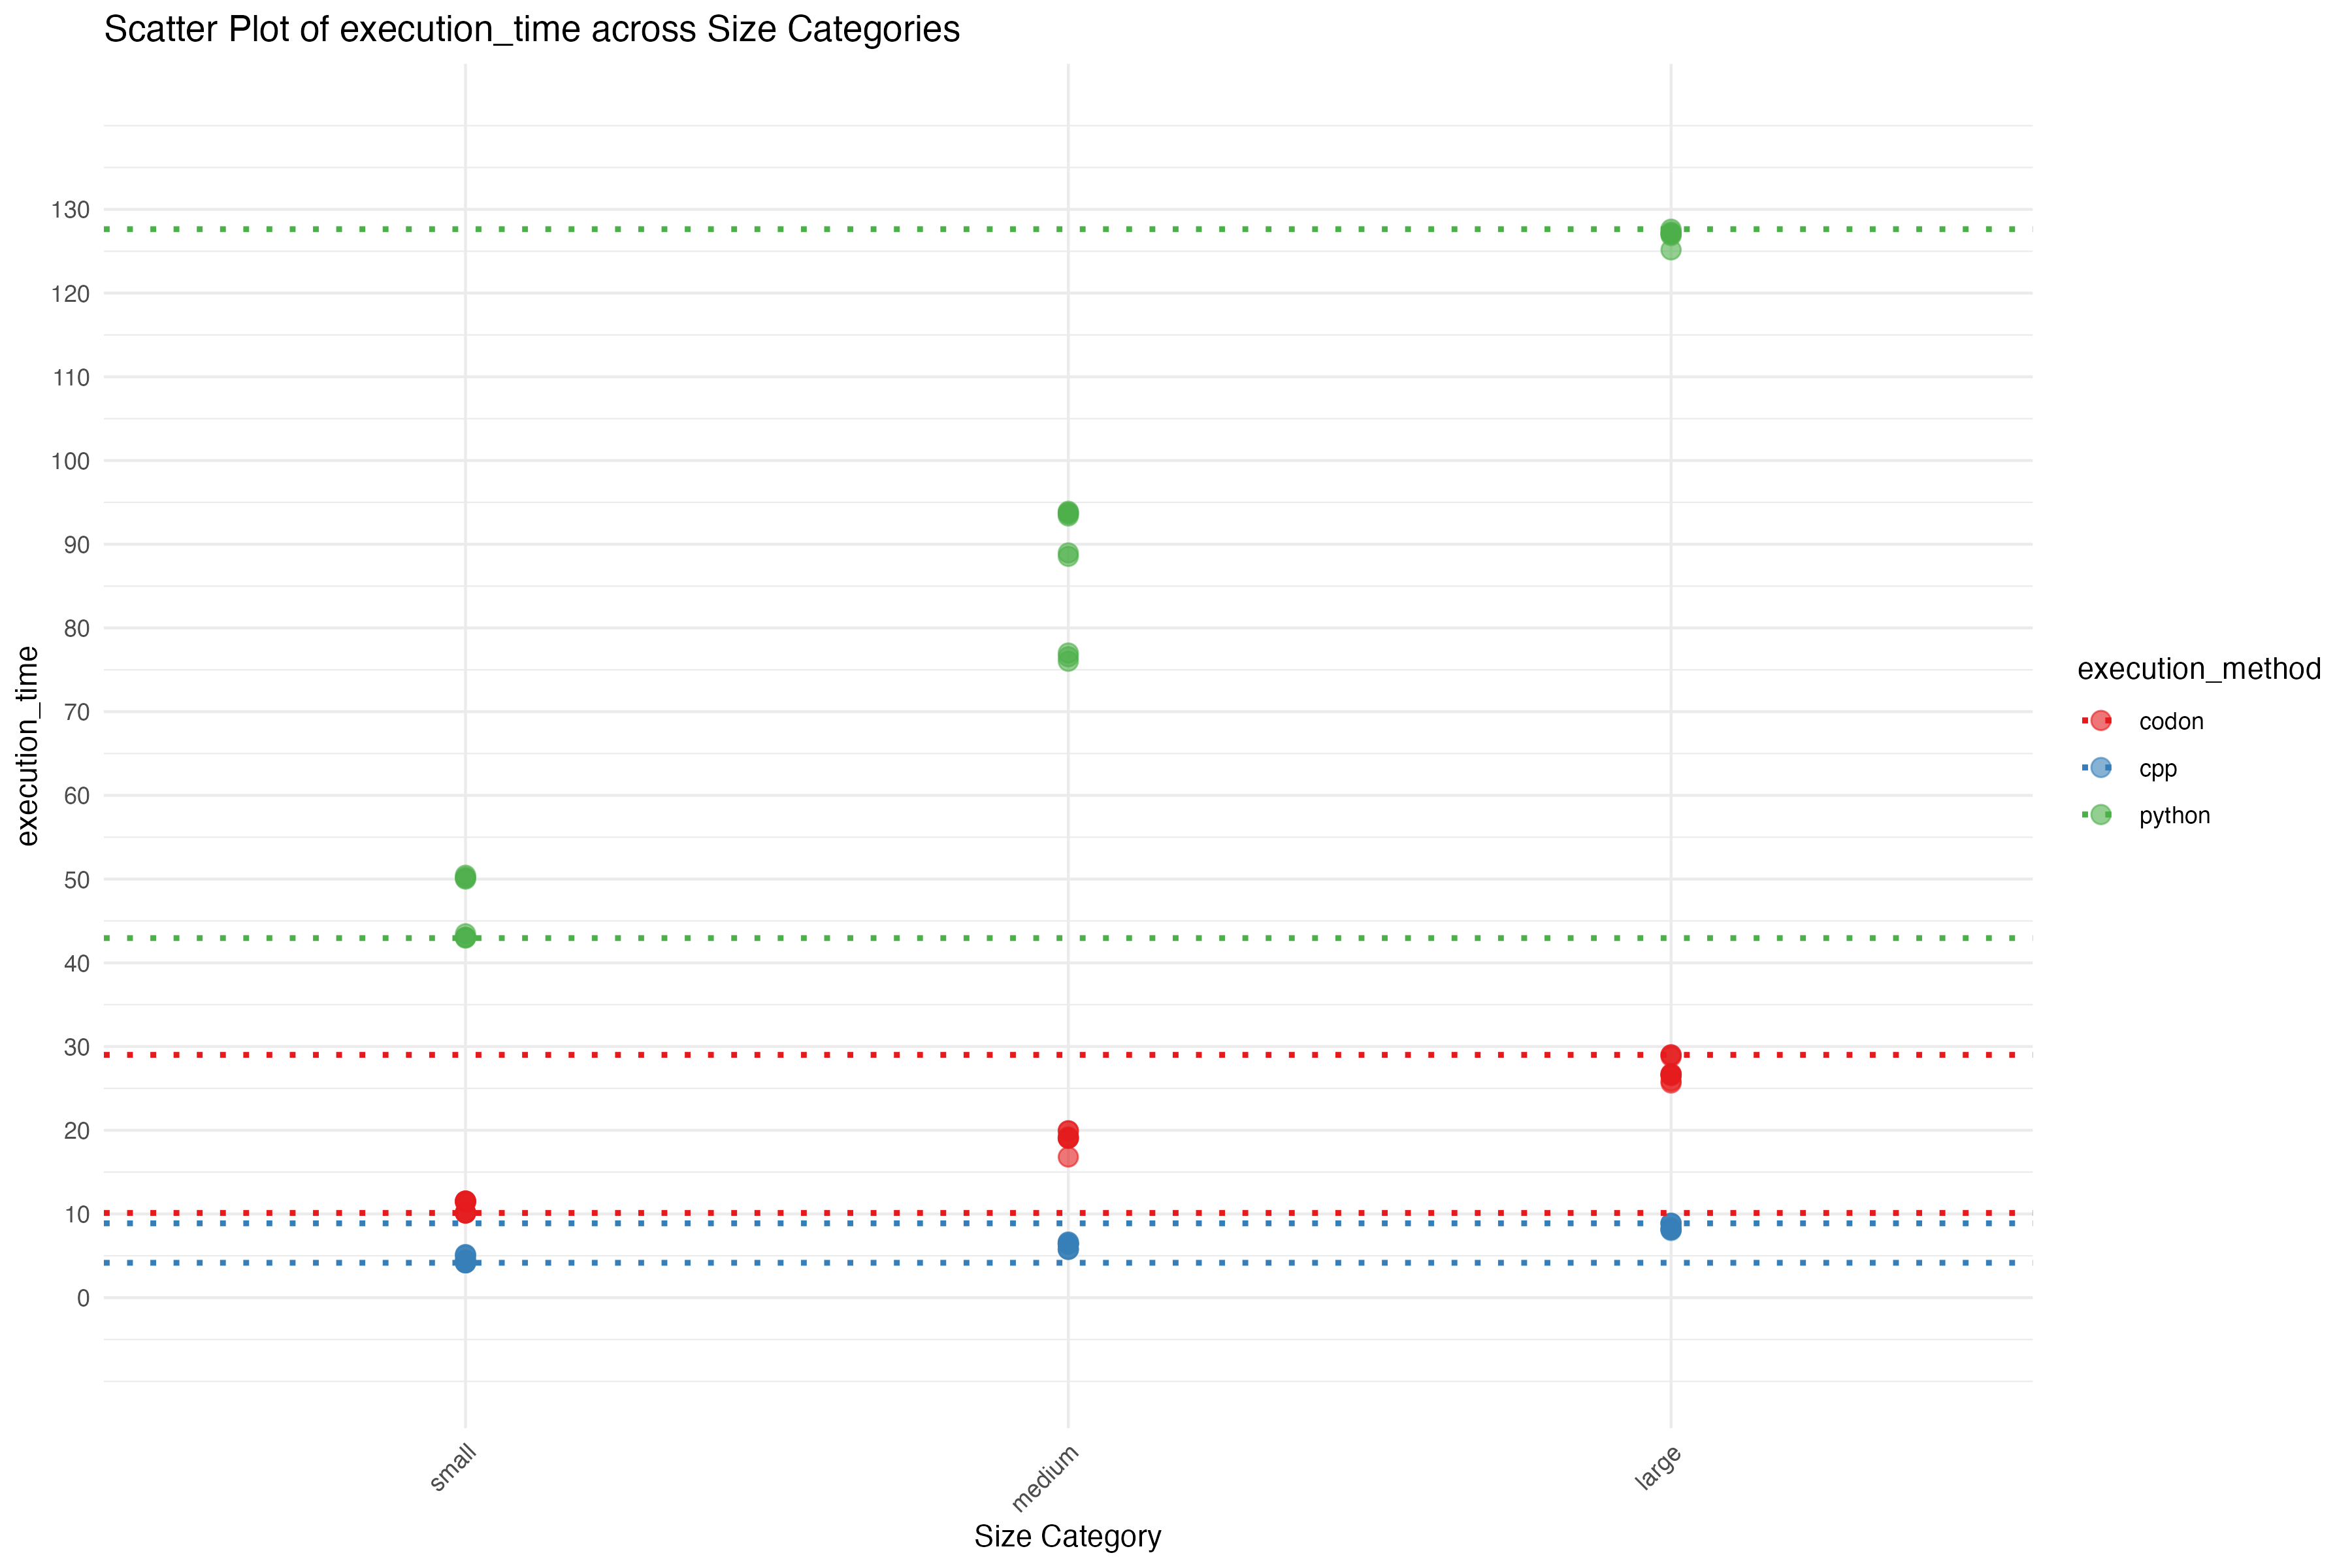 Scatter Plot of execution_time across Size Categories
130
120
110
100
90
80
70
60
50
40
30
20
10
0
execution_time
small
medium
large
Size Category
execution_method
codon
cpp
python